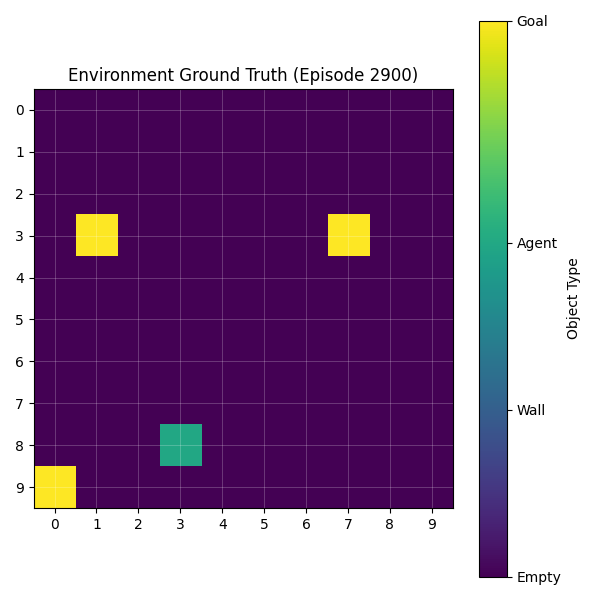 Environment Ground Truth (Episode 2900)
0
1
2
3
4
5
6
7
8
9
0 1 2 3 4 5 6 7 8 9
Goal
Agent
Wall
Empty
Object Type